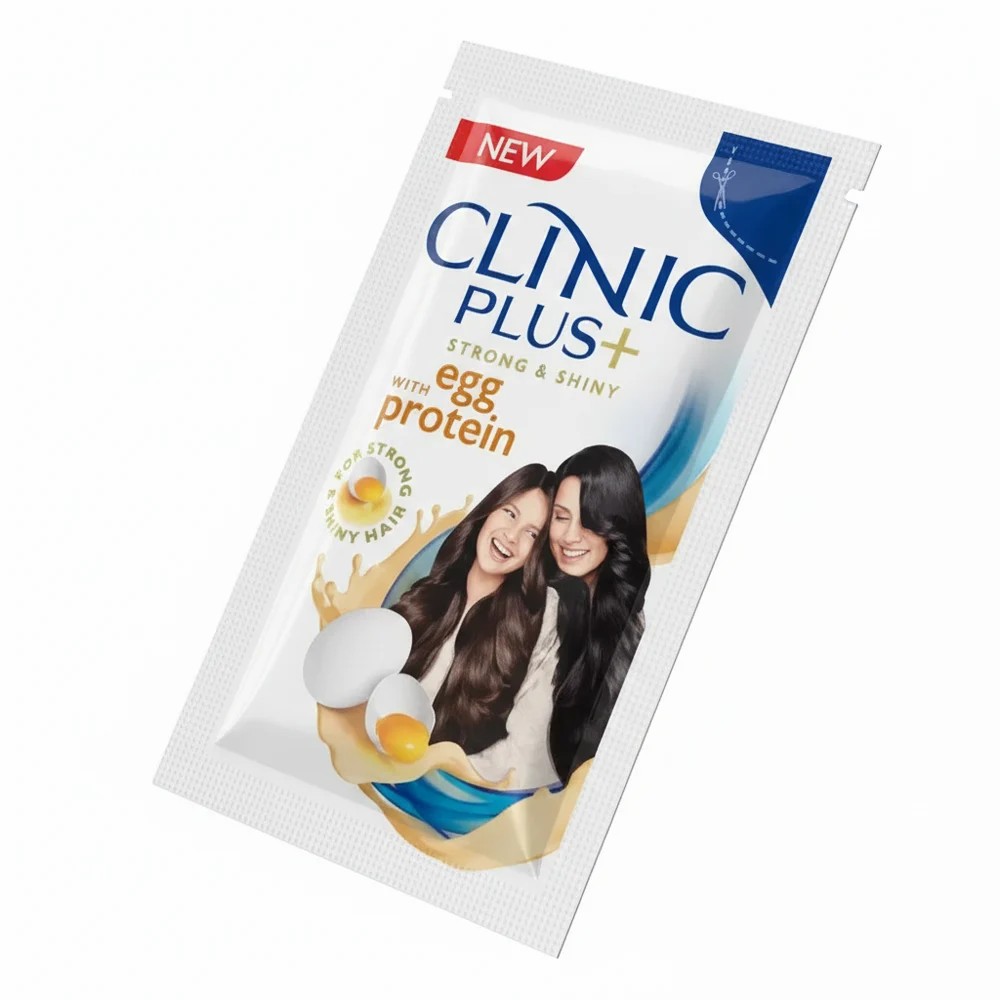 NEW
CLINIC
PLUS+
STRONG & SHINY
WITH egg
protein
FOR STRONG
& SHINY HAIR